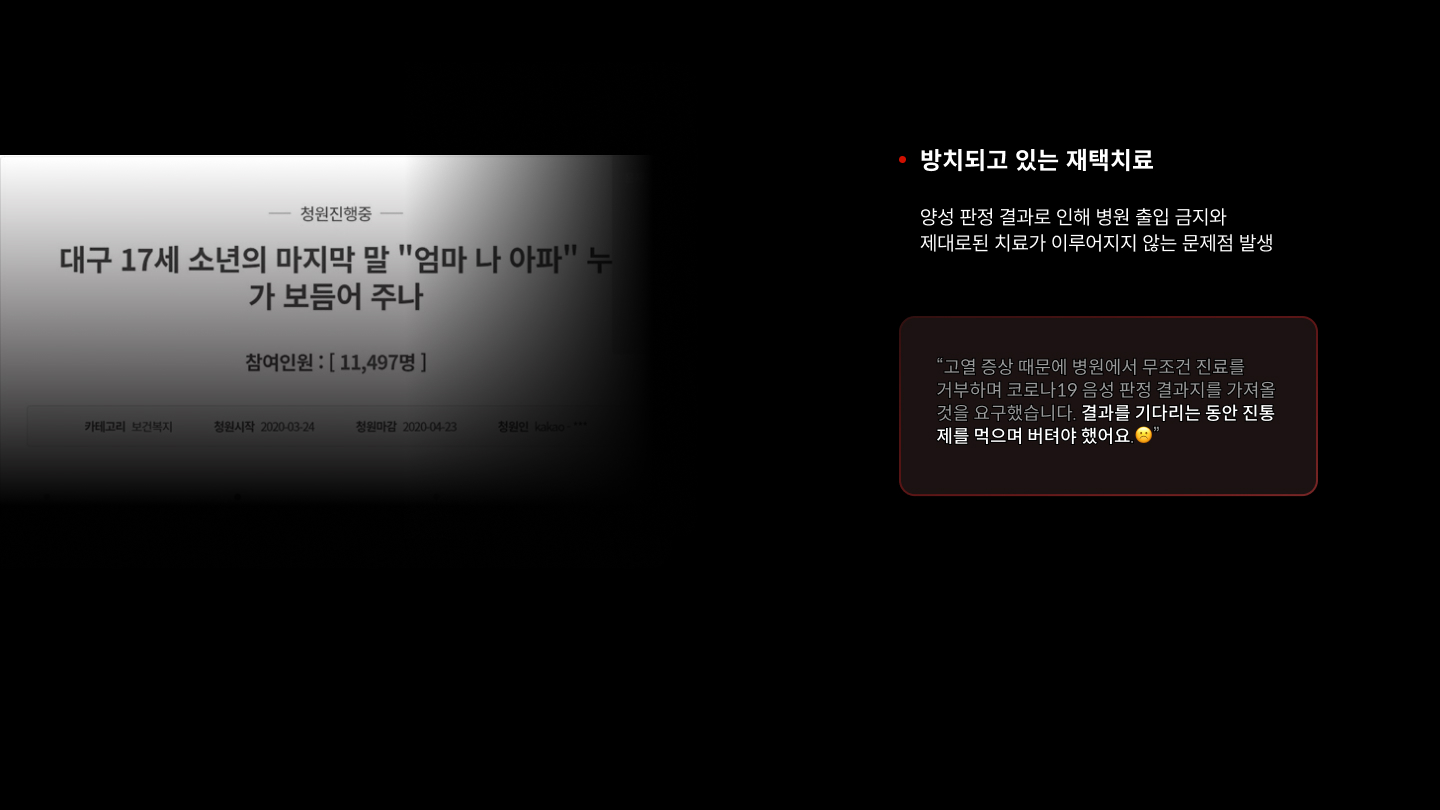 청원진행중
대구 17세 소년의 마지막 말 "엄마 나 아파" 누
가 보듬어 주나
참여인원 : [ 11,497명 ]
카테고리 보건복지 청원시작 2020-03-24 청원마감 2020-04-23 청원인 kakao - ***
• 방치되고 있는 재택치료
양성 판정 결과로 인해 병원 출입 금지와
제대로된 치료가 이루어지지 않는 문제점 발생
“고열 증상 때문에 병원에서 무조건 진료를
거부하며 코로나19 음성 판정 결과지를 가져올
것을 요구했습니다. 결과를 기다리는 동안 진통
제를 먹으며 버텨야 했어요.☹️”